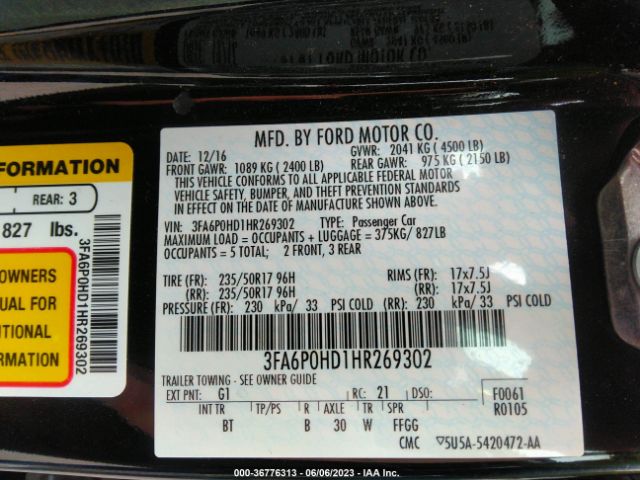 MFD. BY FORD MOTOR CO.
DATE: 12/16 GVWR: 2041 KG (4500 LB)
FRONT GAWR: 1089 KG (2400 LB) REAR GAWR: 975 KG (2150 LB)
THIS VEHICLE CONFORMS TO ALL APPLICABLE FEDERAL MOTOR
VEHICLE SAFETY, BUMPER, AND THEFT PREVENTION STANDARDS
IN EFFECT ON THE DATE OF MANUFACTURE SHOWN ABOVE.
VIN: 3FA6P0HD1HR269302 TYPE: Passenger Car
MAXIMUM LOAD = OCCUPANTS + LUGGAGE = 375KG/ 827LB
OCCUPANTS = 5 TOTAL; 2 FRONT, 3 REAR
TIRE (FR): 235/50R17 96H RIMS (FR): 17x7.5J
(RR): 235/50R17 96H (RR): 17x7.5J
PRESSURE (FR): 230 kPa/ 33 PSI COLD (RR): 230 kPa/ 33 PSI COLD
3FA6P0HD1HR269302
TRAILER TOWING - SEE OWNER GUIDE
EXT PNT: G1 RC: 21 DSO: F0061
R0105
INT TR TP/PS R AXLE TR SPR
BT B 30 W FFGG
CMC 5U5A-5420472-AA
FORMATION
REAR: 3
827 lbs.
OWNERS
UAL FOR
ITIONAL
ATION
3FA6P0HD1HR269302
000-36776313 - 06/06/2023 - IAA Inc.